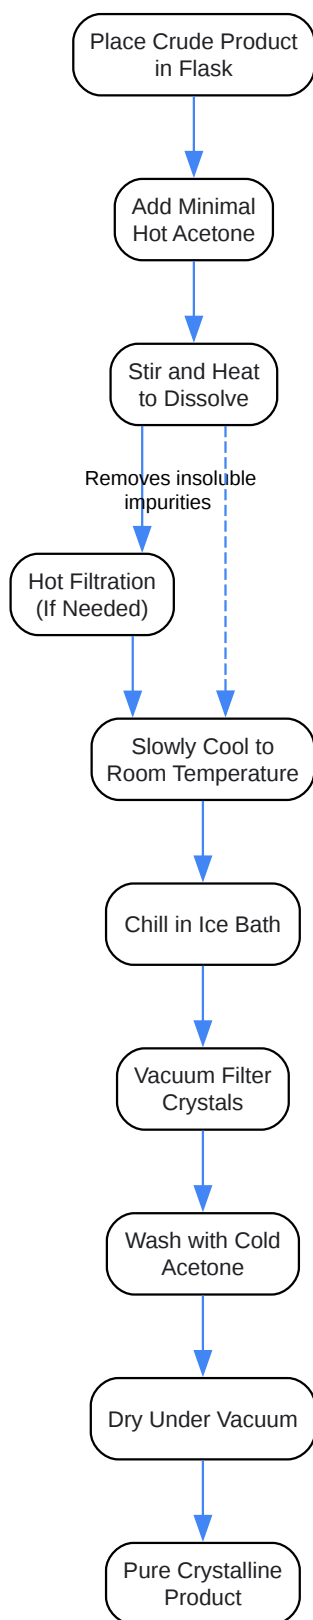 Place Crude Product
in Flask
Add Minimal
Hot Acetone
Stir and Heat
to Dissolve
Removes insoluble
impurities
Hot Filtration
(If Needed)
Slowly Cool to
Room Temperature
Chill in Ice Bath
Vacuum Filter
Crystals
Wash with Cold
Acetone
Dry Under Vacuum
Pure Crystalline
Product